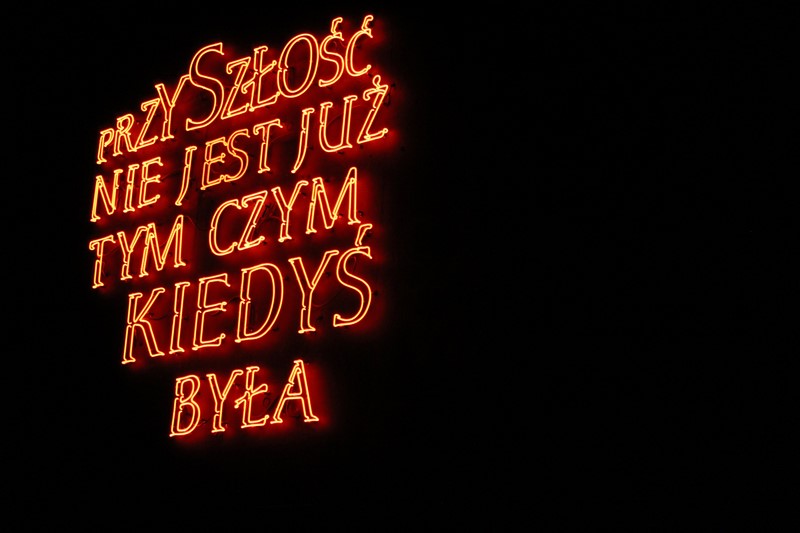 PRZYSZŁOŚĆ
NIE JEST JUŻ
TYM CZYM
KIEDYŚ
BYŁA